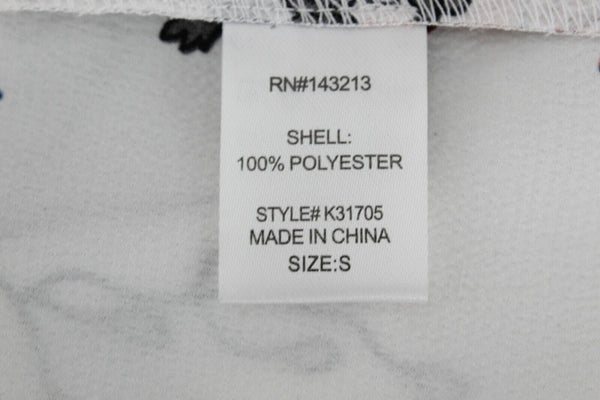 RN#143213
SHELL:
100% POLYESTER
STYLE# K31705
MADE IN CHINA
SIZE:S